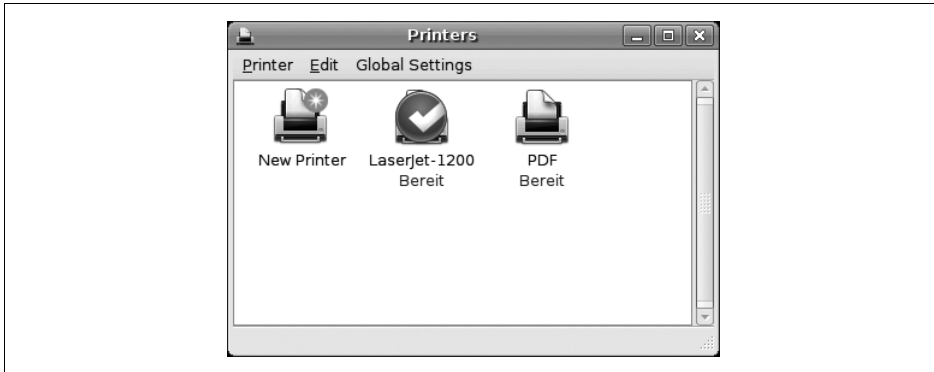 Printers
Printer Edit Global Settings
New Printer LaserJet-1200 PDF
Bereit Bereit